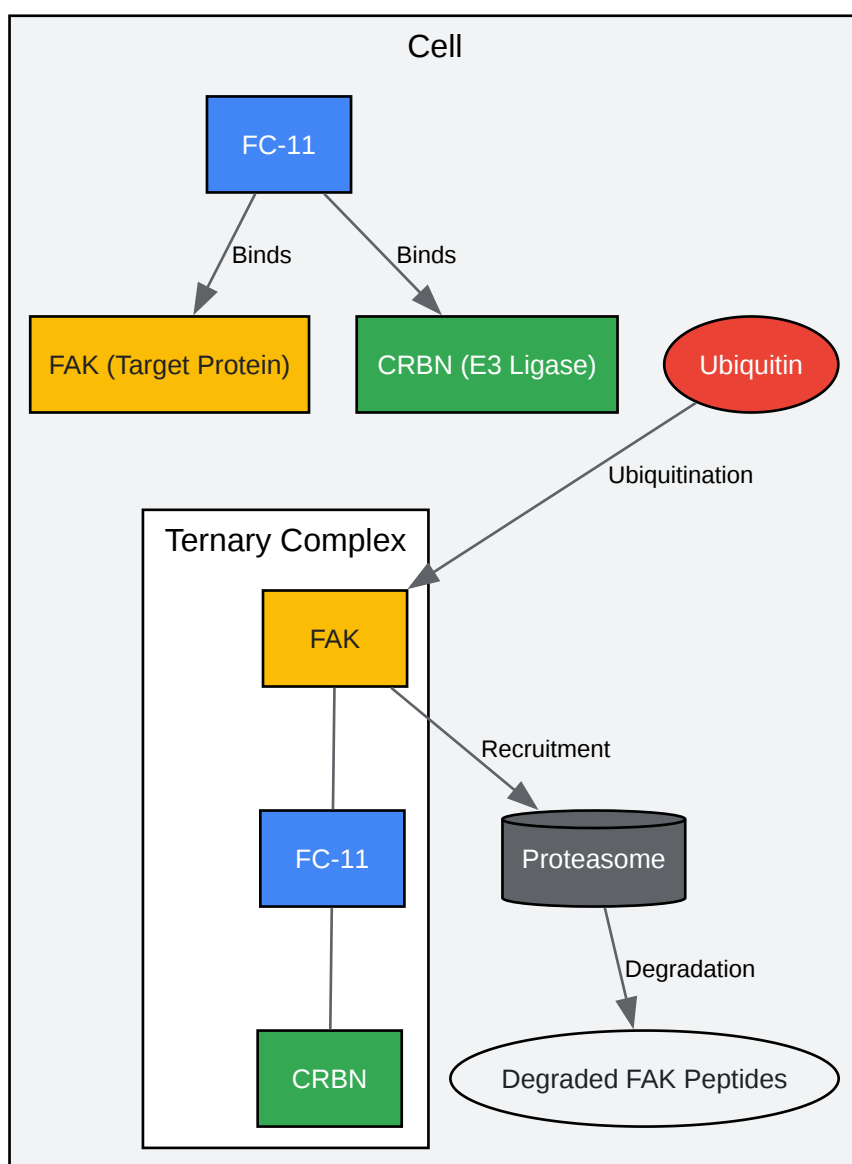 Cell
FC-11
Binds
Binds
FAK (Target Protein)
CRBN (E3 Ligase)
Ubiquitin
Ubiquitination
Ternary Complex
FAK
Recruitment
FC-11
Proteasome
Degradation
CRBN
Degraded FAK Peptides